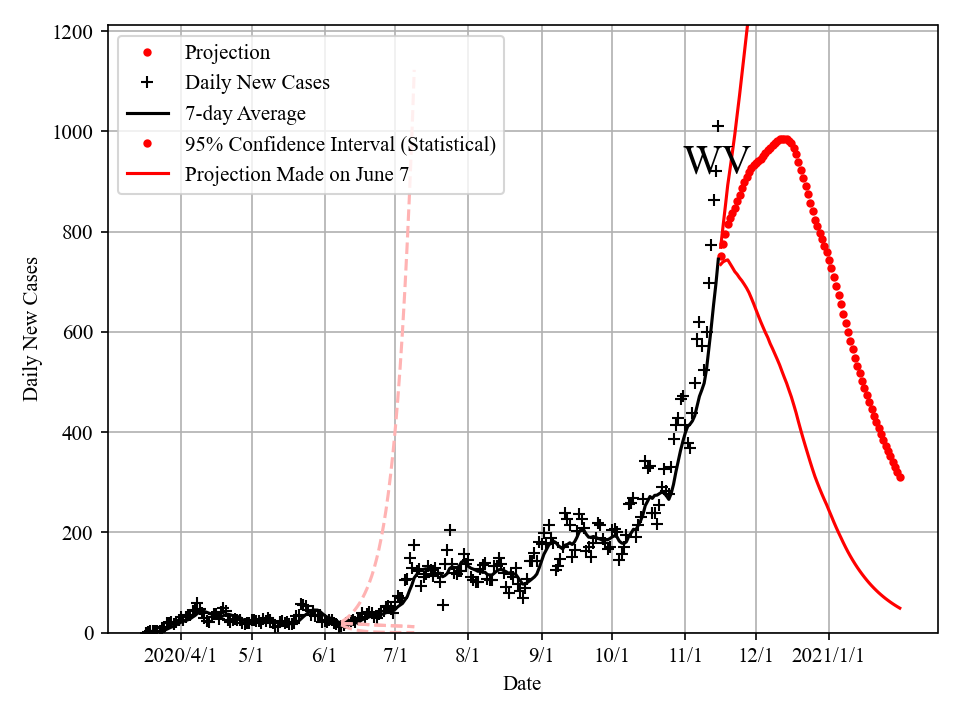 1200
1000
800
600
400
200
0
Daily New Cases
Projection
Daily New Cases
7-day Average
95% Confidence Interval (Statistical)
Projection Made on June 7
WV
2020/4/1 5/1 6/1 7/1 8/1 9/1 10/1 11/1 12/1 2021/1/1
Date